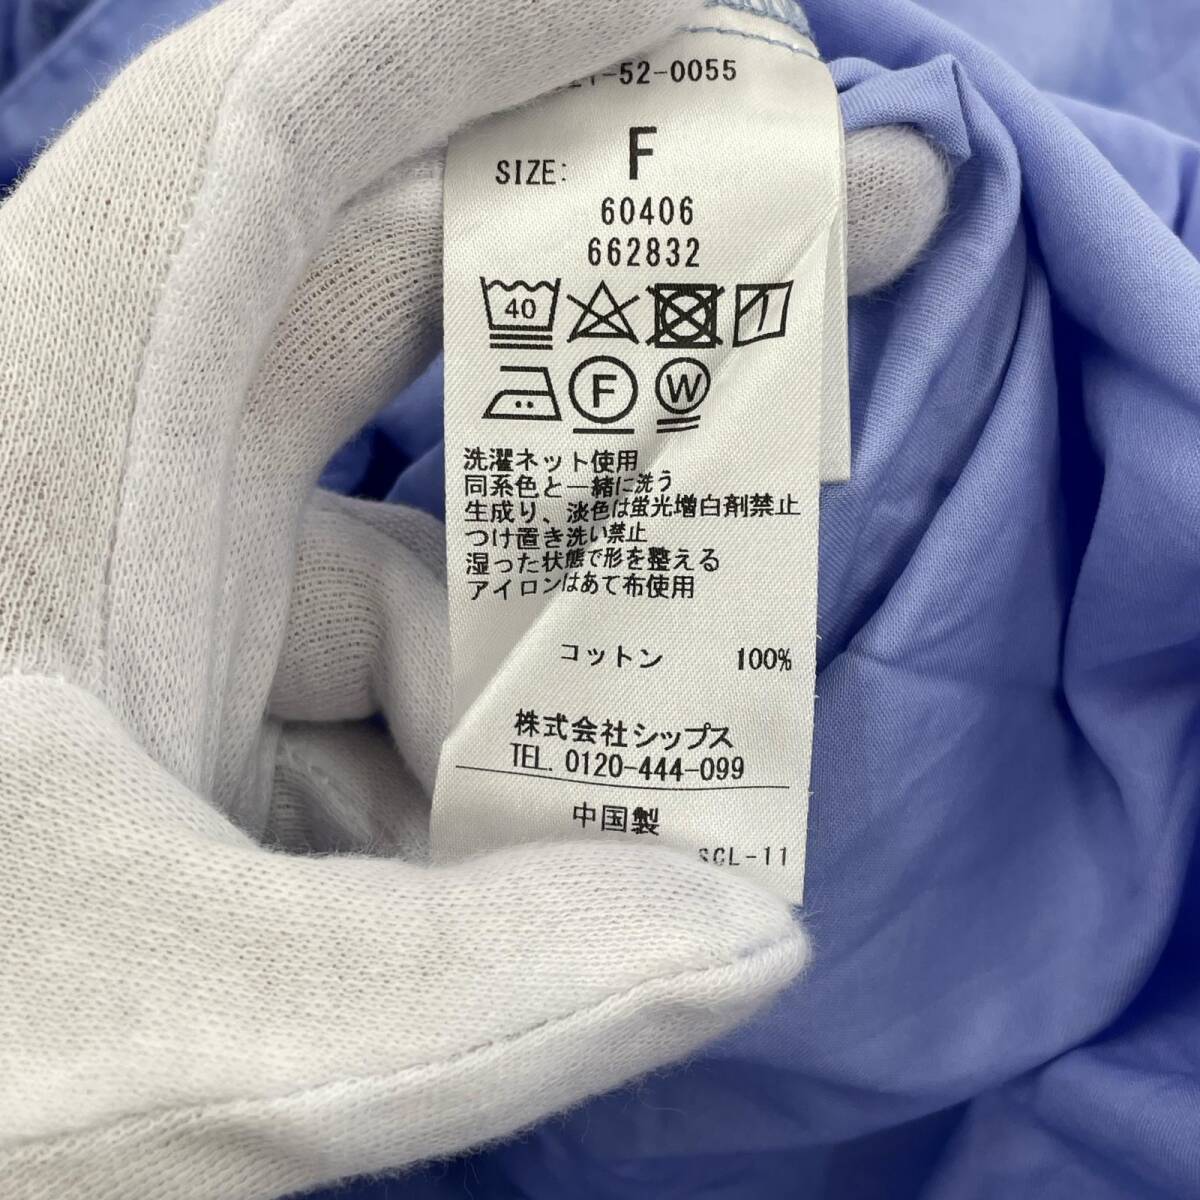 -52-0055
SIZE: F
60406
662832
40
F W
洗濯ネット使用
同系色と一緒に洗う
生成り、淡色は蛍光増白剤禁止
つけ置き洗い禁止
湿った状態で形を整える
アイロンはあて布使用
コットン 100%
株式会社シップス
TEL. 0120-444-099
中国製
SCL-11